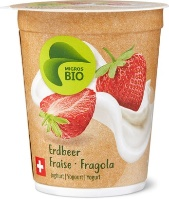 MIGROS
BIO
Erdbeer
Fraise · Fragola
Joghurt | Yogourt | Yogurt